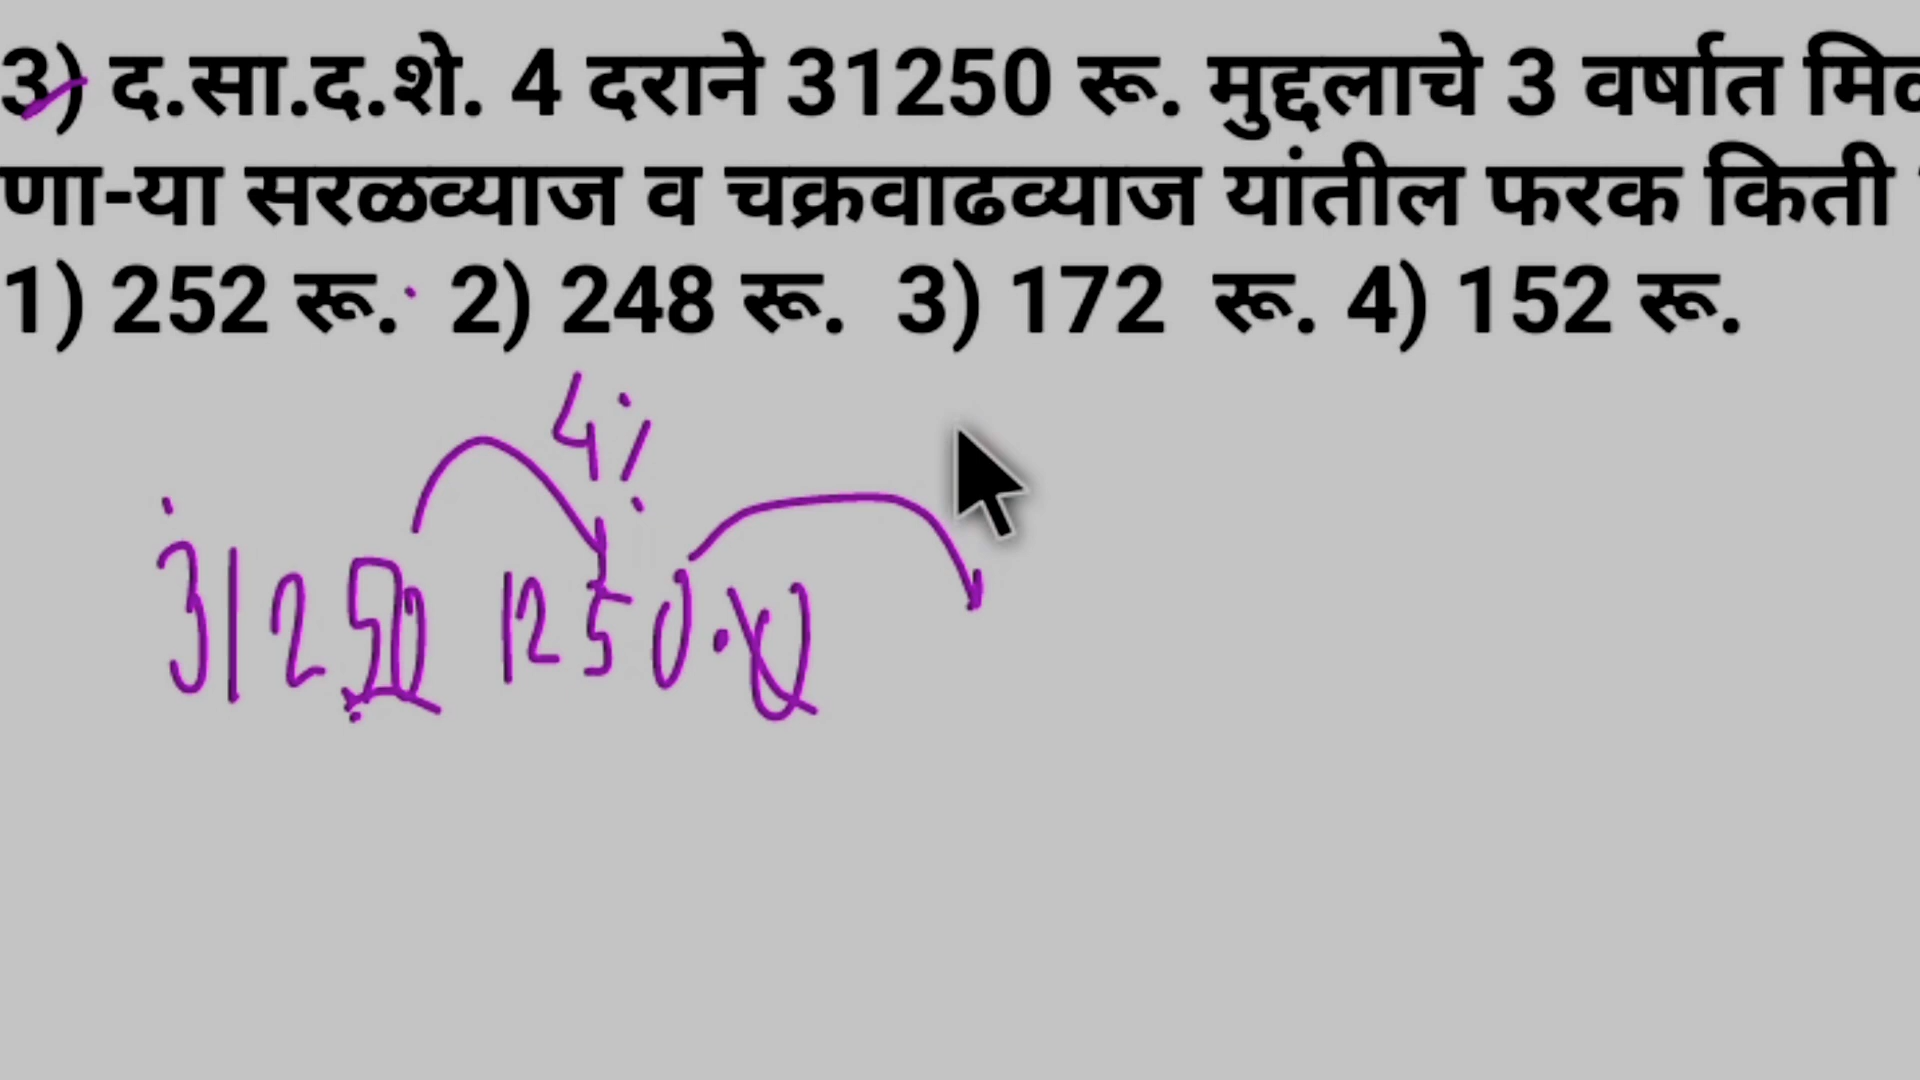 3) द.सा.द.शे. 4 दराने 31250 रू. मुद्दलाचे 3 वर्षात मिळ
णा-या सरळव्याज व चक्रवाढव्याज यांतील फरक किती
1) 252 रू. 2) 248 रू. 3) 172 रू. 4) 152 रू.
4%
31250 1250.0